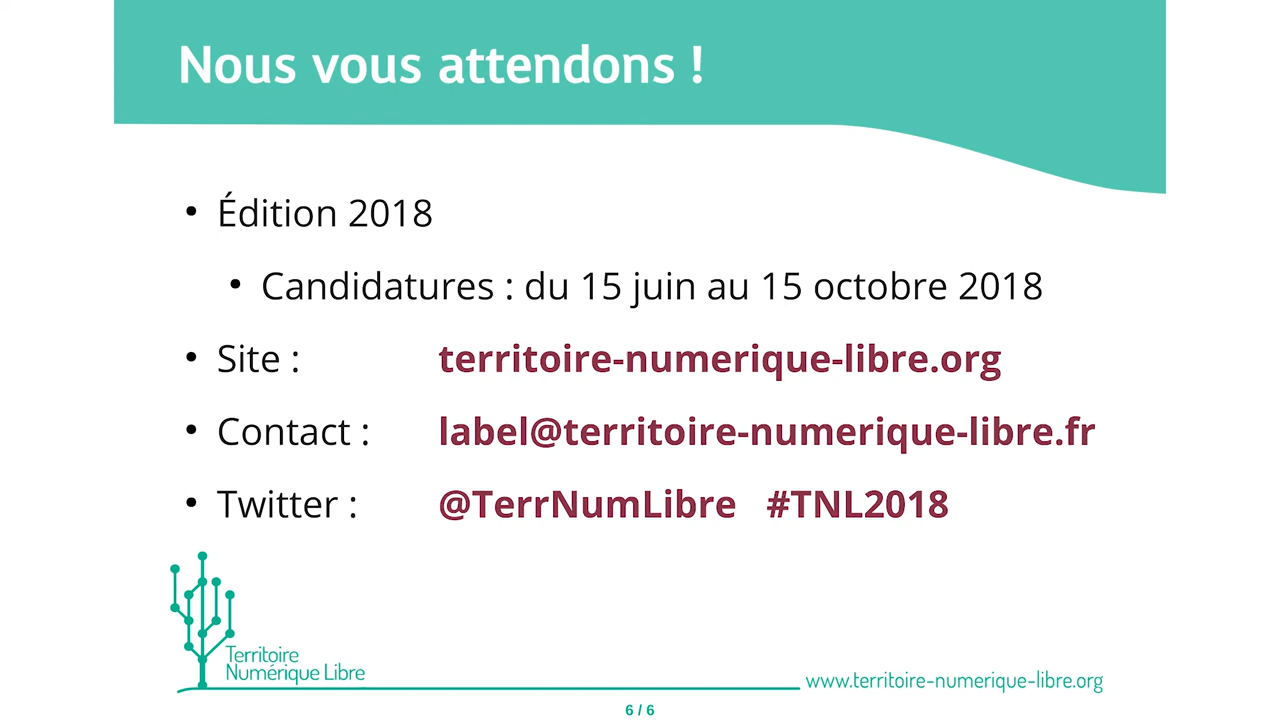 Nous vous attendons !
• Édition 2018
• Candidatures : du 15 juin au 15 octobre 2018
• Site : territoire-numerique-libre.org
• Contact : label@territoire-numerique-libre.fr
• Twitter : @TerrNumLibre #TNL2018
Territoire
Numérique Libre
www.territoire-numerique-libre.org
6 / 6